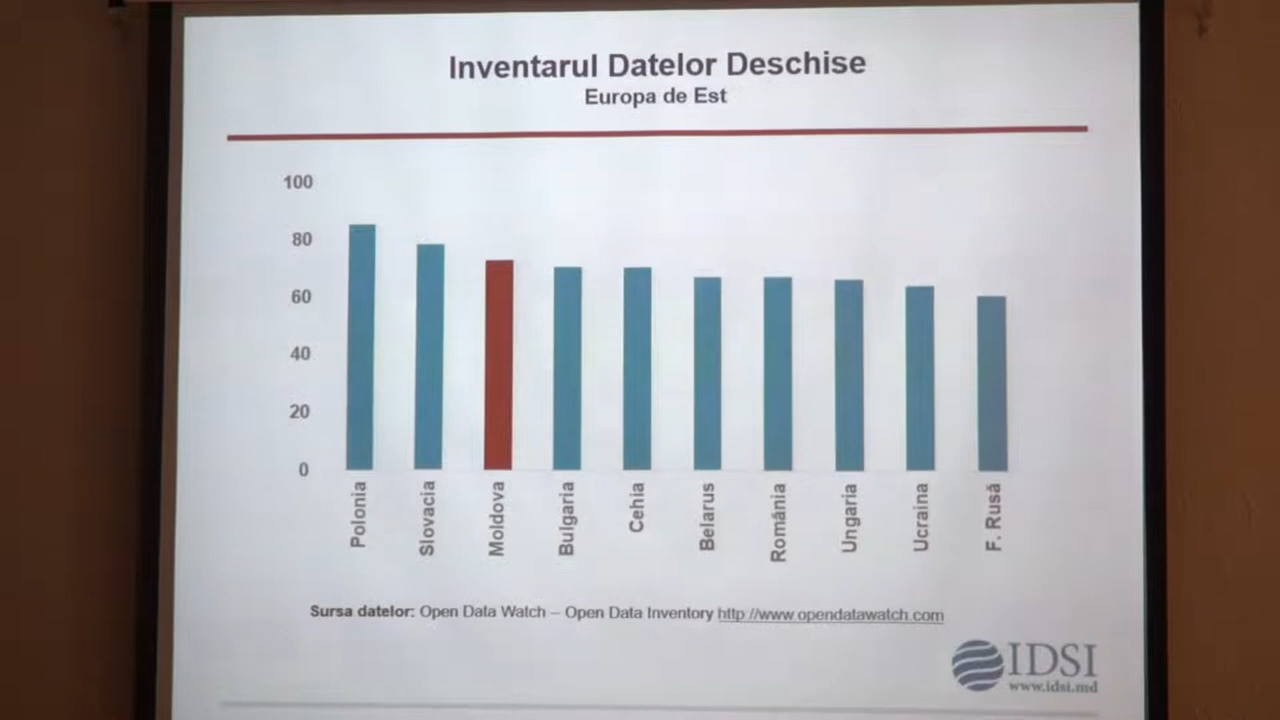 Inventarul Datelor Deschise
Europa de Est
100
80
60
40
20
0
Polonia
Slovacia
Moldova
Bulgaria
Cehia
Belarus
România
Ungaria
Ucraina
F. Rusă
Sursa datelor: Open Data Watch – Open Data Inventory http://www.opendatawatch.com
IDSI
www.idsi.md